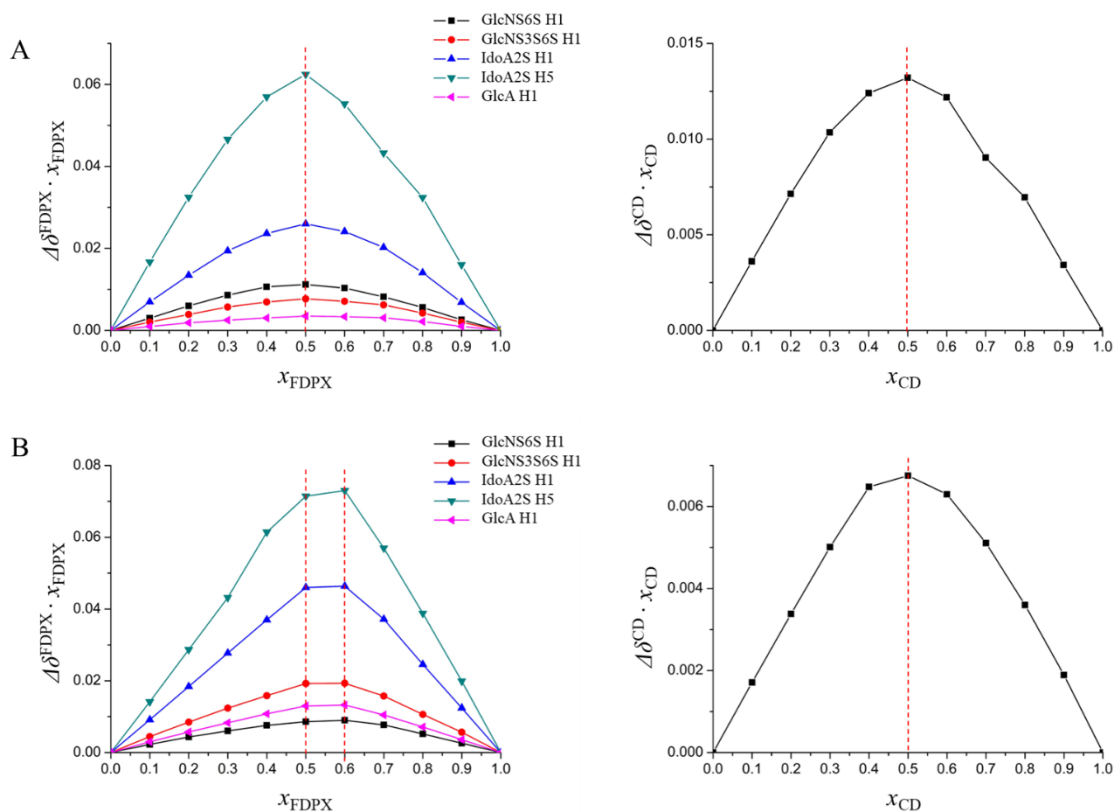 A
GlcNS6S H1
GlcNS3S6S H1
IdoA2S H1
IdoA2S H5
GlcA H1
Δδ^FDPX · x_FDPX
0.06
0.04
0.02
0.00
0.0 0.1 0.2 0.3 0.4 0.5 0.6 0.7 0.8 0.9 1.0
x_FDPX
Δδ^CD · x_CD
0.015
0.010
0.005
0.000
0.0 0.1 0.2 0.3 0.4 0.5 0.6 0.7 0.8 0.9 1.0
x_CD
B
GlcNS6S H1
GlcNS3S6S H1
IdoA2S H1
IdoA2S H5
GlcA H1
Δδ^FDPX · x_FDPX
0.08
0.06
0.04
0.02
0.00
0.0 0.1 0.2 0.3 0.4 0.5 0.6 0.7 0.8 0.9 1.0
x_FDPX
Δδ^CD · x_CD
0.006
0.004
0.002
0.000
0.0 0.1 0.2 0.3 0.4 0.5 0.6 0.7 0.8 0.9 1.0
x_CD